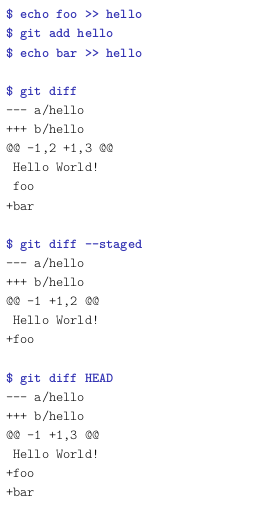 $ echo foo >> hello
$ git add hello
$ echo bar >> hello
$ git diff
--- a/hello
+++ b/hello
@@ -1,2 +1,3 @@
 Hello World!
 foo
+bar
$ git diff --staged
--- a/hello
+++ b/hello
@@ -1 +1,2 @@
 Hello World!
+foo
$ git diff HEAD
--- a/hello
+++ b/hello
@@ -1 +1,3 @@
 Hello World!
+foo
+bar